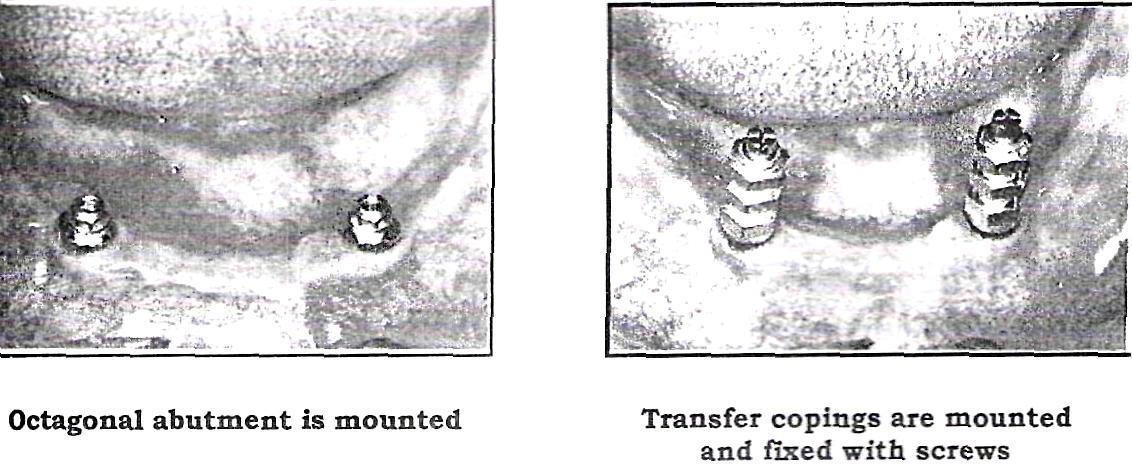 Octagonal abutment is mounted
Transfer copings are mounted
and fixed with screws